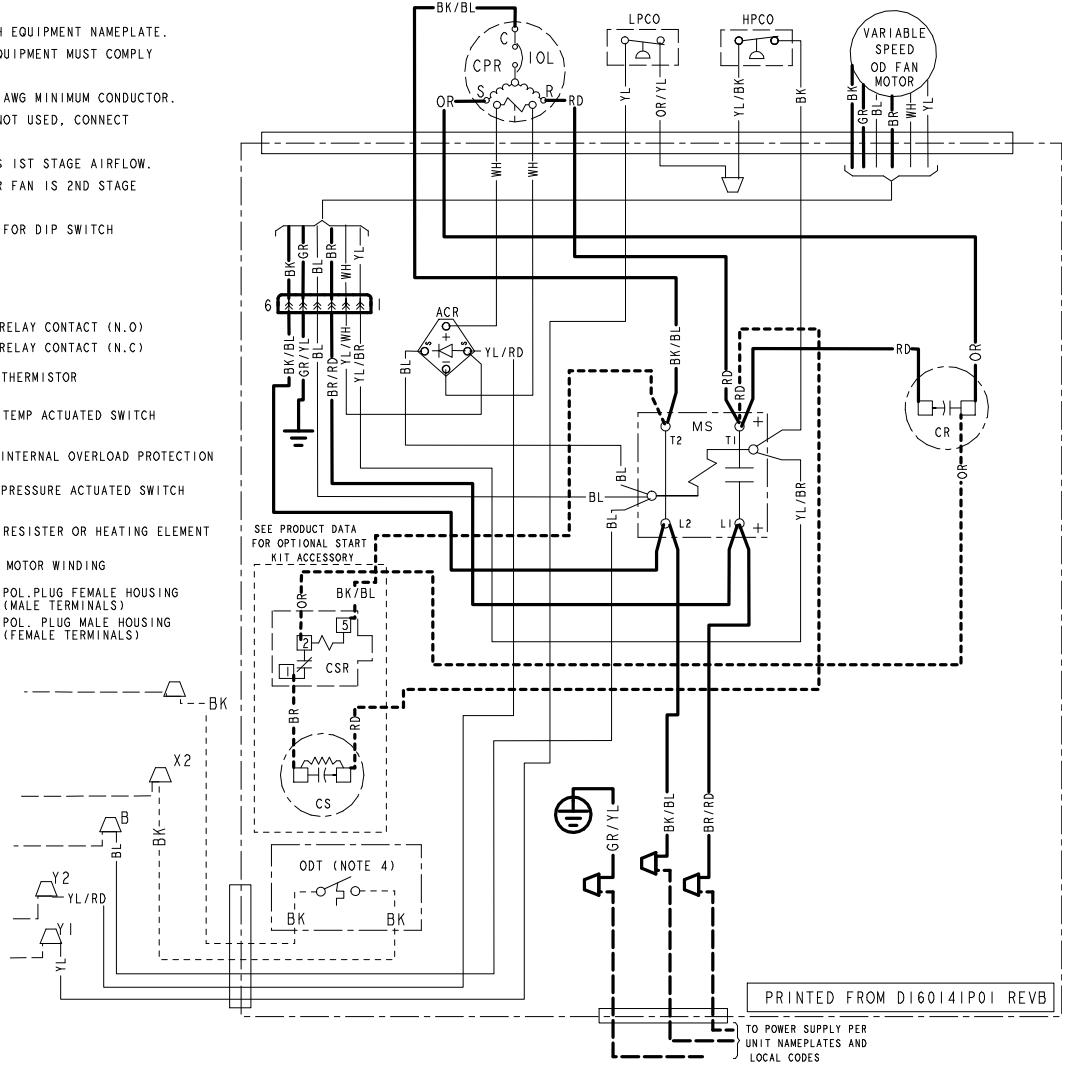 H EQUIPMENT NAMEPLATE.
QUIPMENT MUST COMPLY
AWG MINIMUM CONDUCTOR.
NOT USED, CONNECT
S 1ST STAGE AIRFLOW.
R FAN IS 2ND STAGE
FOR DIP SWITCH
RELAY CONTACT (N.O)
RELAY CONTACT (N.C)
THERMISTOR
TEMP ACTUATED SWITCH
INTERNAL OVERLOAD PROTECTION
PRESSURE ACTUATED SWITCH
RESISTER OR HEATING ELEMENT
MOTOR WINDING
POL.PLUG FEMALE HOUSING
(MALE TERMINALS)
POL. PLUG MALE HOUSING
(FEMALE TERMINALS)
BK/BL
C
IOL
CPR
S
R
OR
RD
WH
WH
LPCO
YL
OR/YL
HPCO
YL/BK
BK
VARIABLE
SPEED
OD FAN
MOTOR
BK
GR
BL
BR
WH
YL
BK
GR
BL
BR
WH
YL
6
1
BK/BL
GR/YL
BL
BR/RD
YL/WH
YL/BR
ACR
+
-
S
S
BL
YL/RD
BK/BL
RD
RD
RD
OR
CR
OR
MS
T2
T1
+
L2
L1
+
BL
BL
BL
YL/BR
SEE PRODUCT DATA
FOR OPTIONAL START
KIT ACCESSORY
OR
BK/BL
5
2
1
CSR
BR
RD
CS
BK
X2
BK
B
BL
Y2
YL/RD
Y1
YL
ODT (NOTE 4)
BK
BK
GR/YL
BK/BL
BR/RD
PRINTED FROM D160141P01 REVB
TO POWER SUPPLY PER
UNIT NAMEPLATES AND
LOCAL CODES